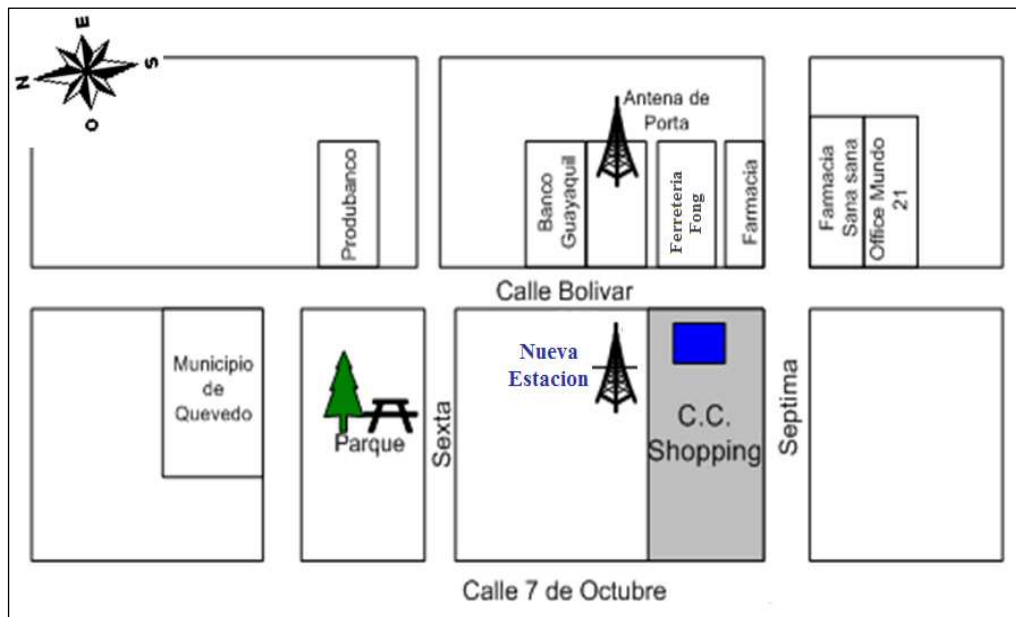 E
S
N
O
Antena de
Porta
Produbanco
Banco
Guayaquil
Ferreteria
Fong
Farmacia
Farmacia
Sana sana
Office Mundo
21
Calle Bolivar
Municipio
de
Quevedo
Parque
Sexta
Nueva
Estacion
C.C.
Shopping
Septima
Calle 7 de Octubre